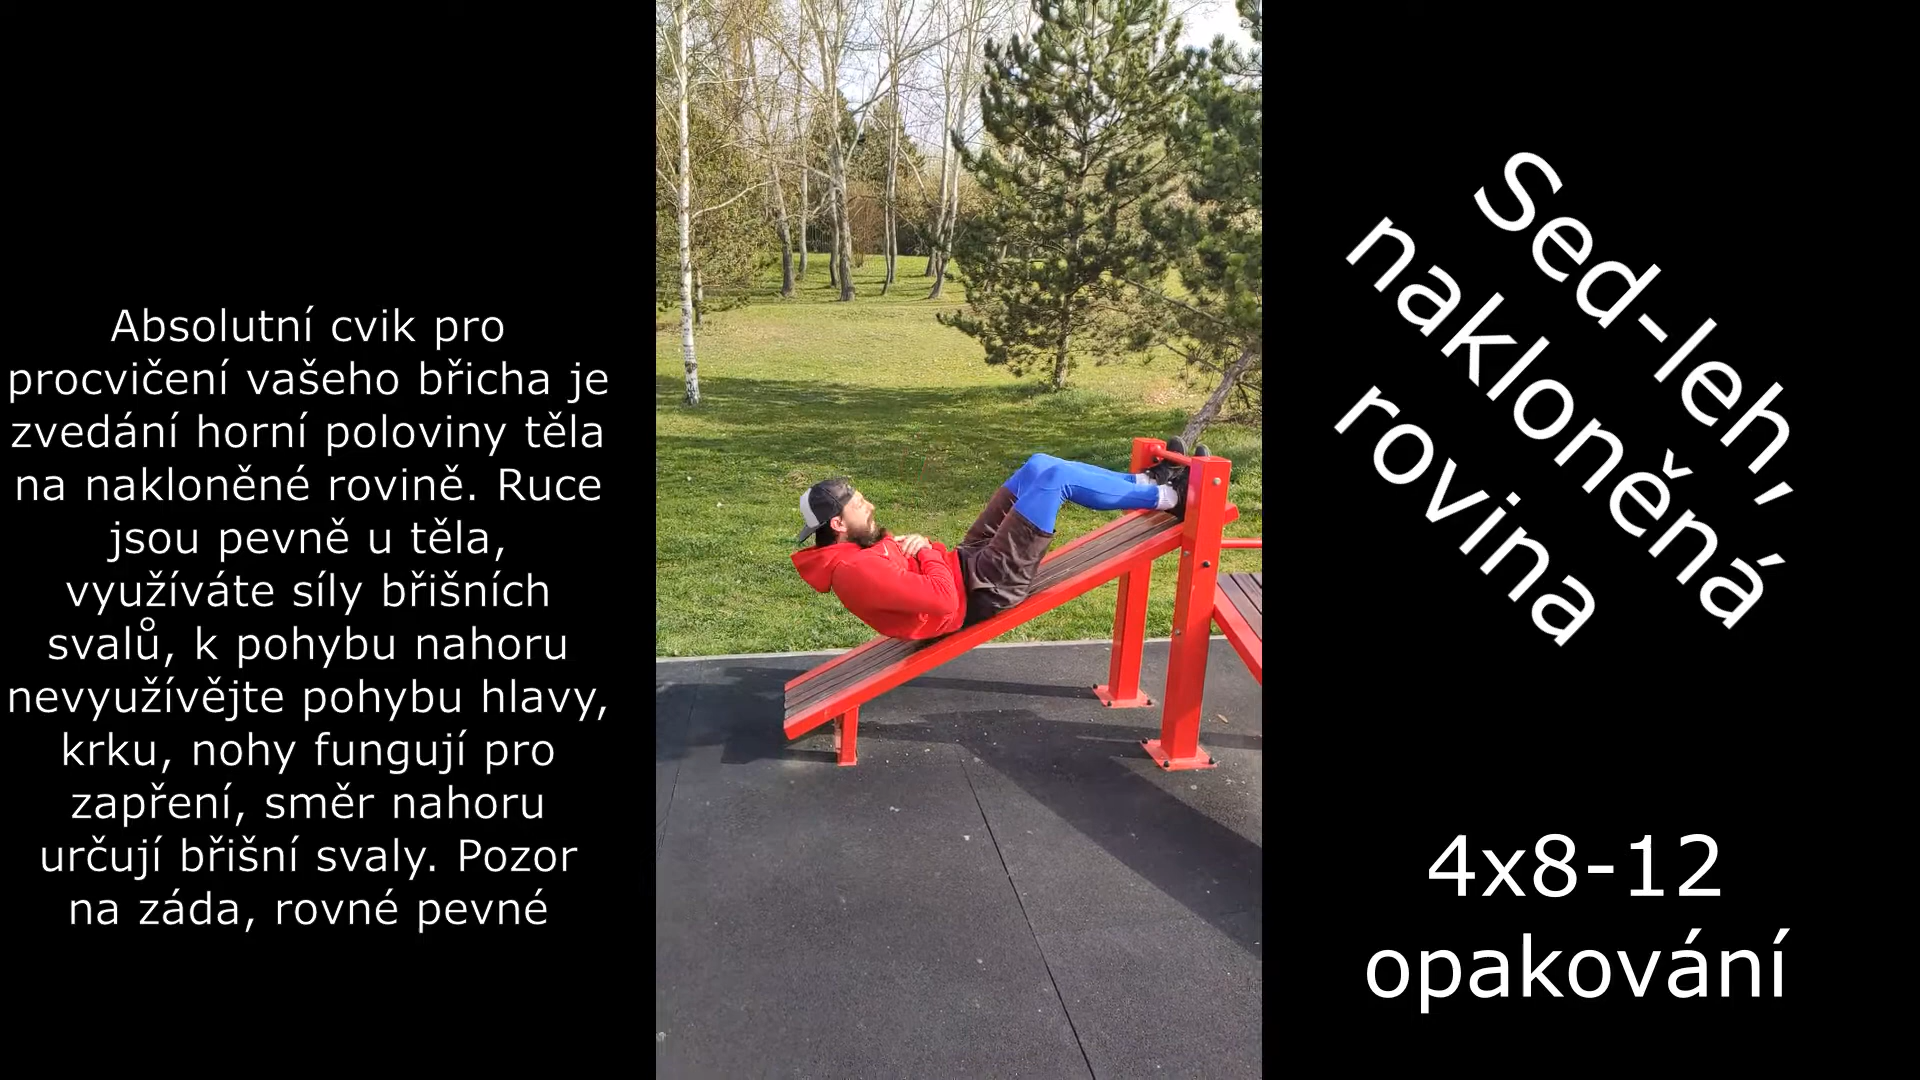 Absolutní cvik pro
procvičení vašeho břicha je
zvedání horní poloviny těla
na nakloněné rovině. Ruce
jsou pevně u těla,
využíváte síly břišních
svalů, k pohybu nahoru
nevyužívějte pohybu hlavy,
krku, nohy fungují pro
zapření, směr nahoru
určují břišní svaly. Pozor
na záda, rovné pevné
Sed-leh,
nakloněná
rovina
4x8-12
opakování